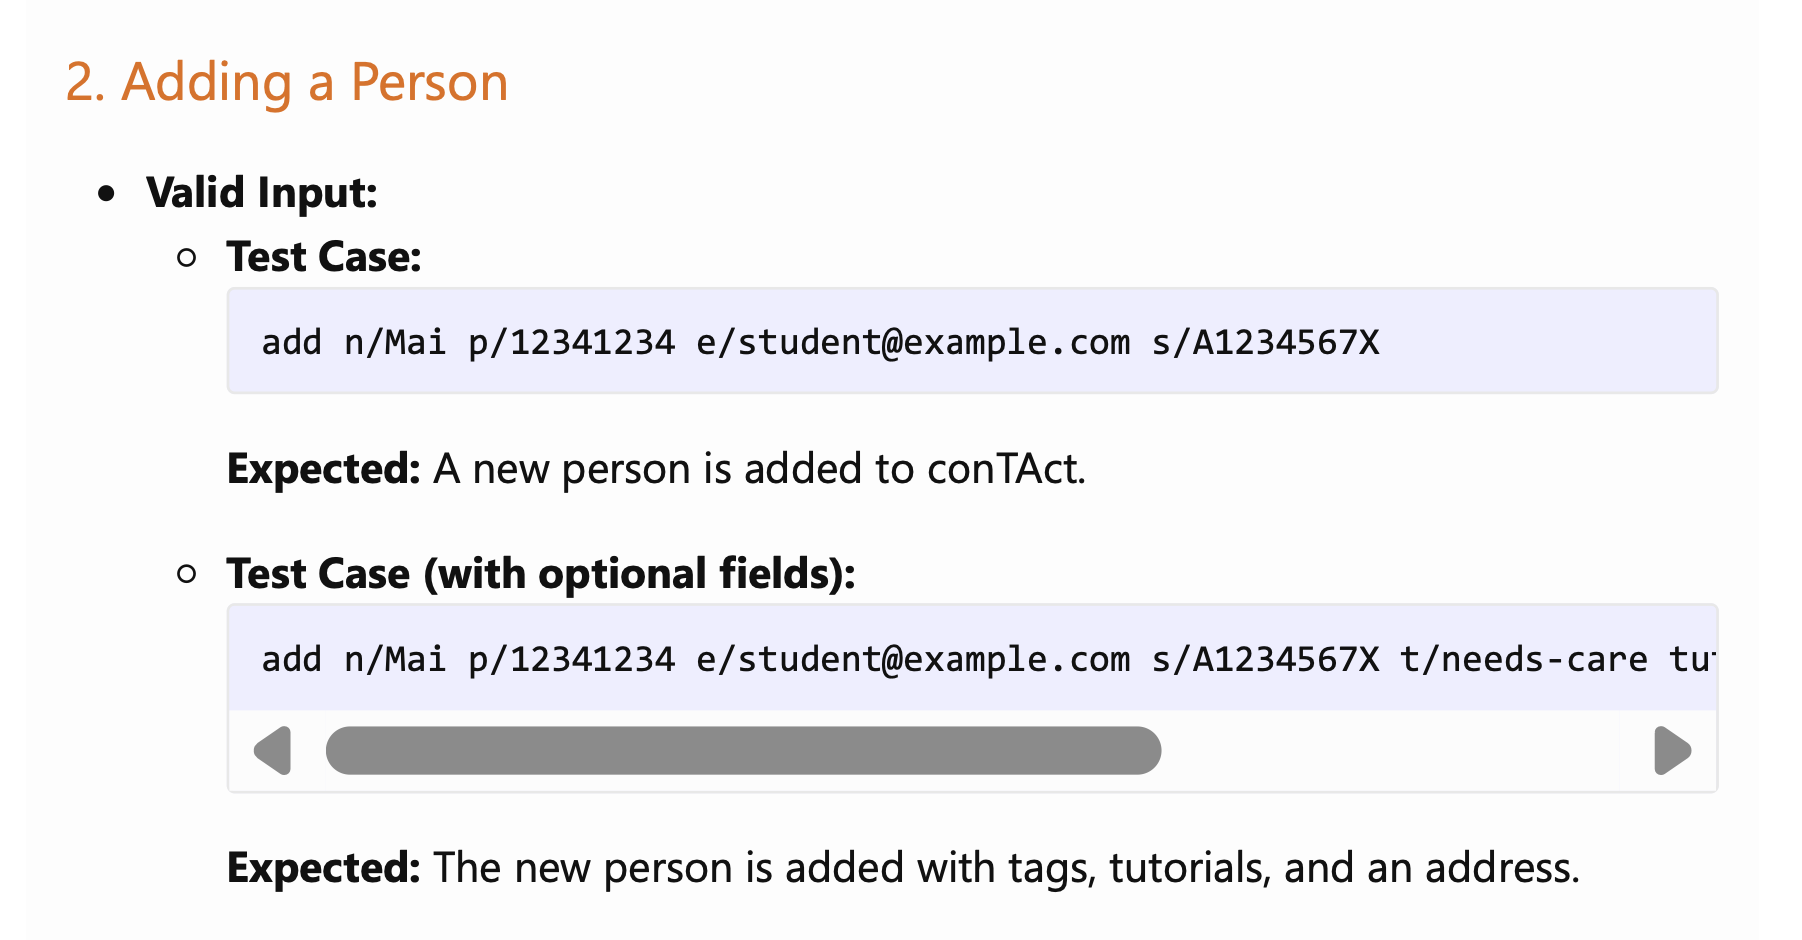 2. Adding a Person
Valid Input:
Test Case:
add n/Mai p/12341234 e/student@example.com s/A1234567X
Expected: A new person is added to conTAct.
Test Case (with optional fields):
add n/Mai p/12341234 e/student@example.com s/A1234567X t/needs-care
Expected: The new person is added with tags, tutorials, and an address.